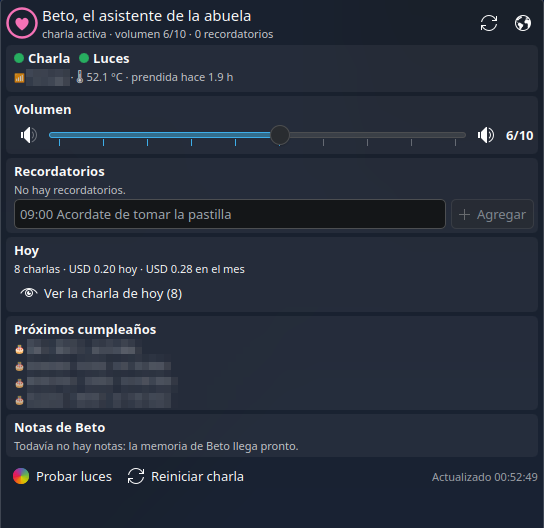 Beto, el asistente de la abuela
charla activa · volumen 6/10 · 0 recordatorios
Charla Luces
· 52.1 °C · prendida hace 1.9 h
Volumen
6/10
Recordatorios
No hay recordatorios.
09:00 Acordate de tomar la pastilla
Agregar
Hoy
8 charlas · USD 0.20 hoy · USD 0.28 en el mes
Ver la charla de hoy (8)
Próximos cumpleaños
Notas de Beto
Todavía no hay notas: la memoria de Beto llega pronto.
Probar luces Reiniciar charla Actualizado 00:52:49